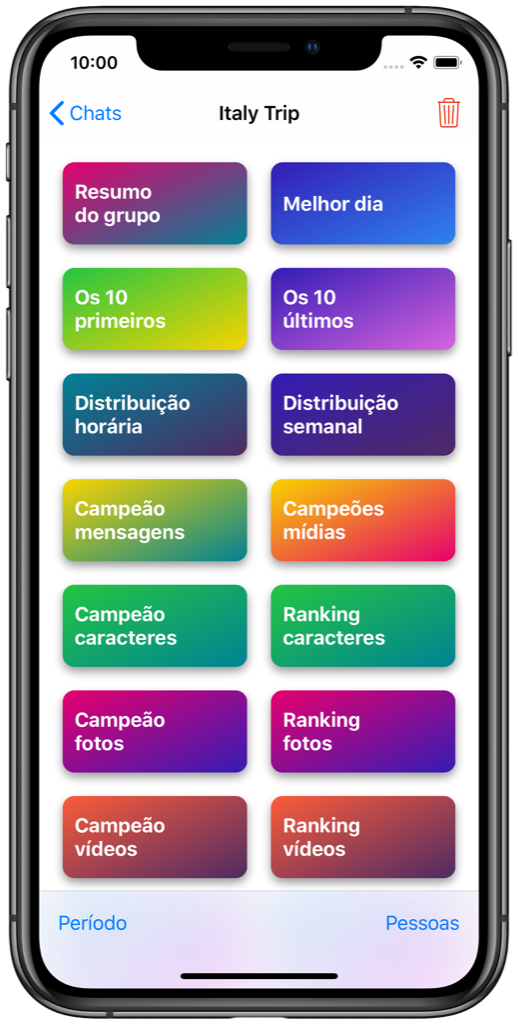 10:00
Chats
Italy Trip
Resumo
do grupo
Melhor dia
Os 10
primeiros
Os 10
últimos
Distribuição
horária
Distribuição
semanal
Campeão
mensagens
Campeões
mídias
Campeão
caracteres
Ranking
caracteres
Campeão
fotos
Ranking
fotos
Campeão
vídeos
Ranking
vídeos
Período
Pessoas